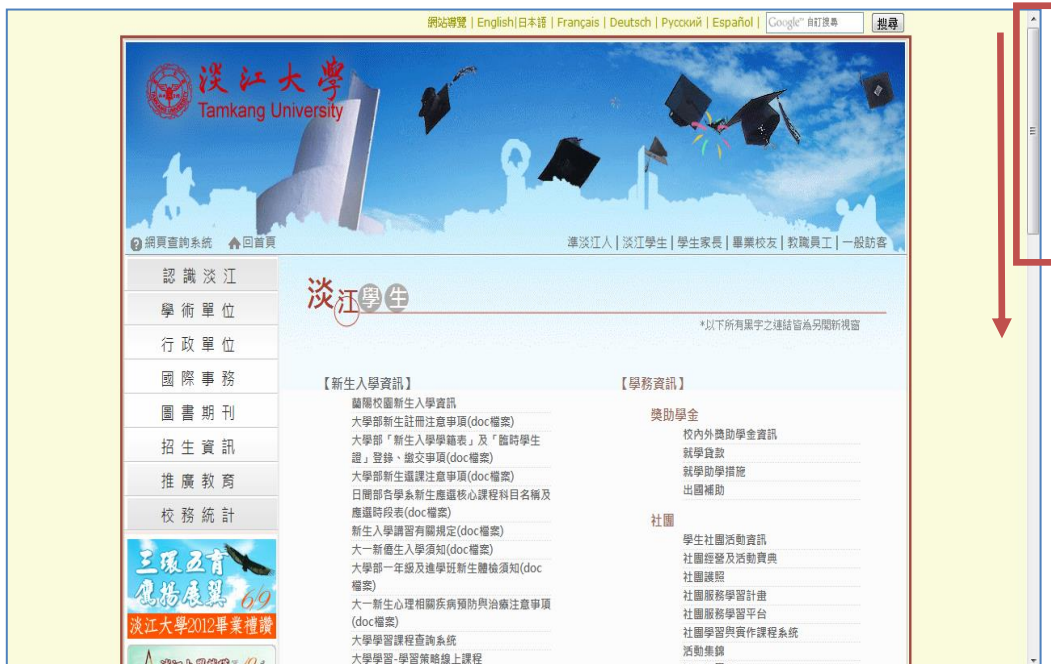 網站導覽 | English|日本語 | Français | Deutsch | Русский | Español | Google™ 自訂搜尋 搜尋
淡江大學
Tamkang University
網頁查詢系統 回首頁
準淡江人 | 淡江學生 | 學生家長 | 畢業校友 | 教職員工 | 一般訪客
認識淡江
學術單位
行政單位
國際事務
圖書期刊
招生資訊
推廣教育
校務統計
三環五育
鷹揚展翼 6/9
淡江大學2012畢業禮讚
淡江學生
*以下所有黑字之連結皆為另開新視窗
【新生入學資訊】
蘭陽校園新生入學資訊
大學部新生註冊注意事項(doc檔案)
大學部「新生入學學籍表」及「臨時學生
證」登錄、繳交事項(doc檔案)
大學部新生選課注意事項(doc檔案)
日間部各學系新生應選核心課程科目名稱及
應選時段表(doc檔案)
新生入學講習有關規定(doc檔案)
大一新僑生入學須知(doc檔案)
大學部一年級及進學班新生體檢須知(doc
檔案)
大一新生心理相關疾病預防與治療注意事項
(doc檔案)
大學學習課程查詢系統
大學學習-學習策略線上課程
【學務資訊】
獎助學金
校內外獎助學金資訊
就學貸款
就學助學措施
出國補助
社團
學生社團活動資訊
社團經營及活動寶典
社團護照
社團服務學習計畫
社團服務學習平台
社團學習與實作課程系統
活動集錦